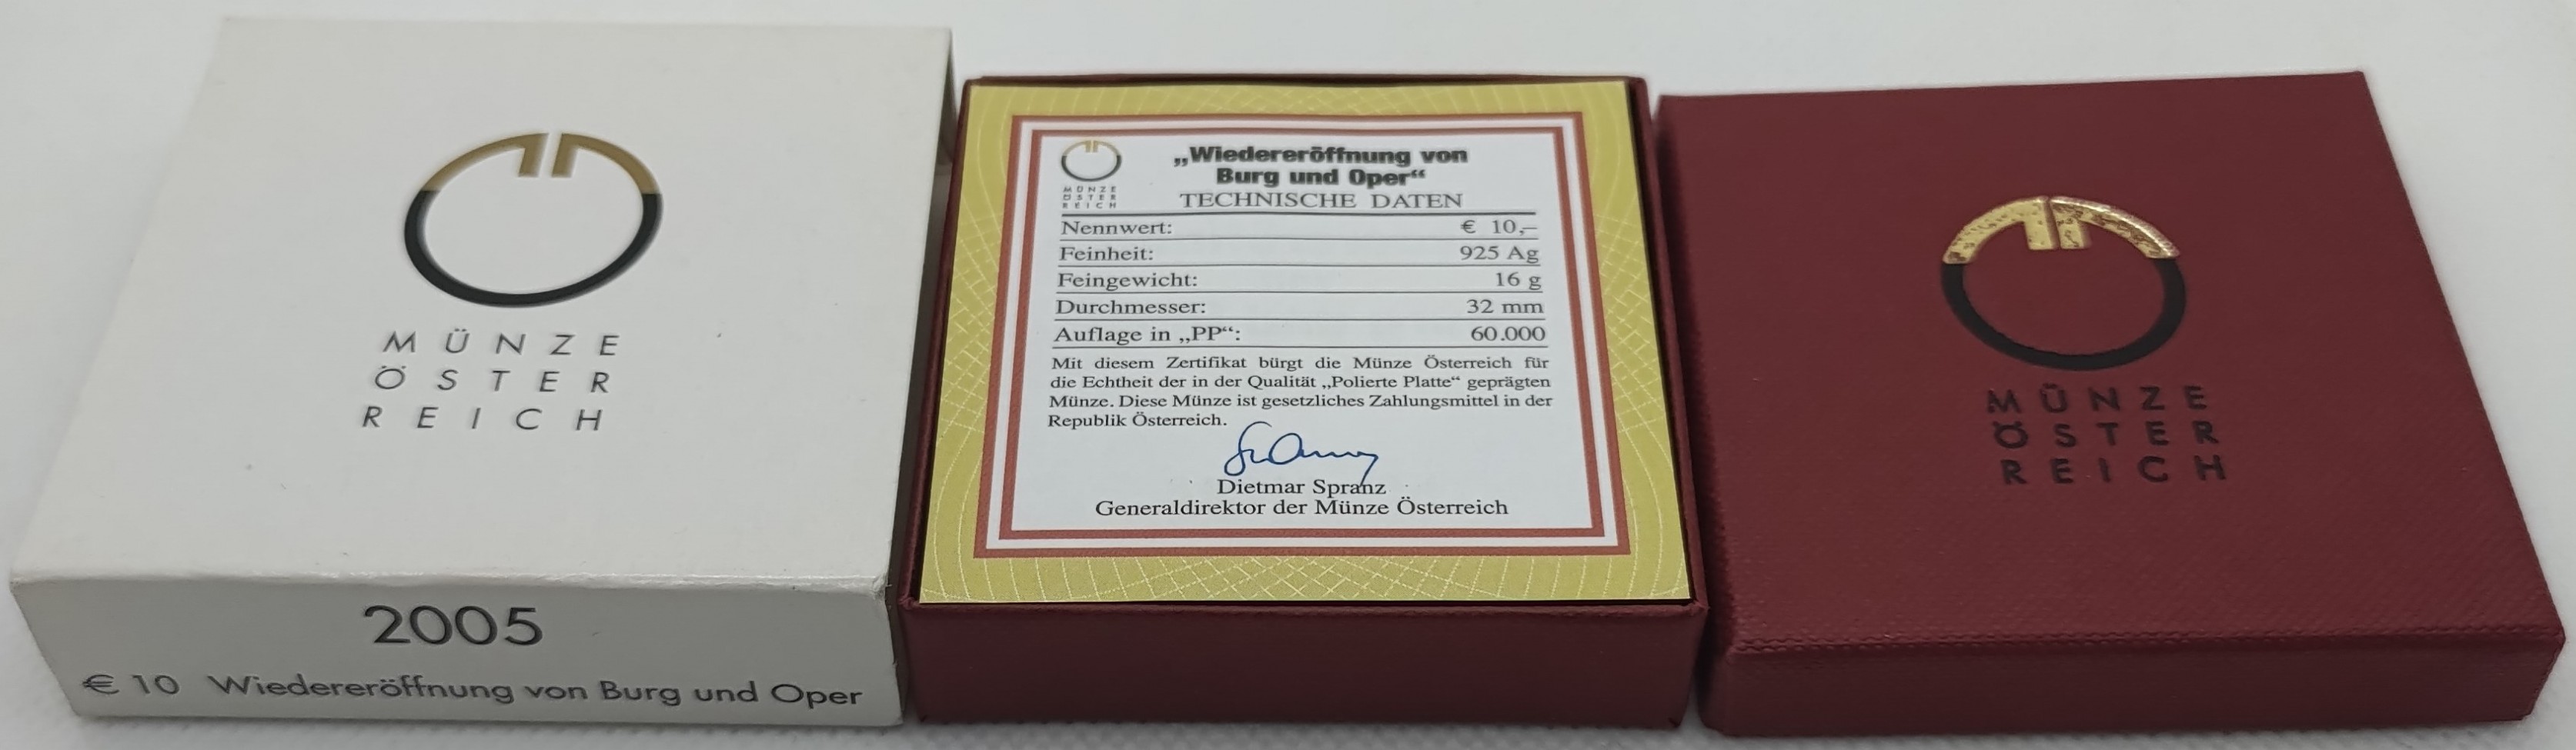 MÜNZE
ÖSTER
REICH
2005
€ 10 Wiedereröffnung von Burg und Oper
MÜNZE
ÖSTER
REICH
„Wiedereröffnung von
Burg und Oper“
TECHNISCHE DATEN
Nennwert: € 10,–
Feinheit: 925 Ag
Feingewicht: 16 g
Durchmesser: 32 mm
Auflage in „PP“: 60.000
Mit diesem Zertifikat bürgt die Münze Österreich für
die Echtheit der in der Qualität „Polierte Platte“ geprägten
Münze. Diese Münze ist gesetzliches Zahlungsmittel in der
Republik Österreich.
Dietmar Spranz
Generaldirektor der Münze Österreich
MÜNZE
ÖSTER
REICH